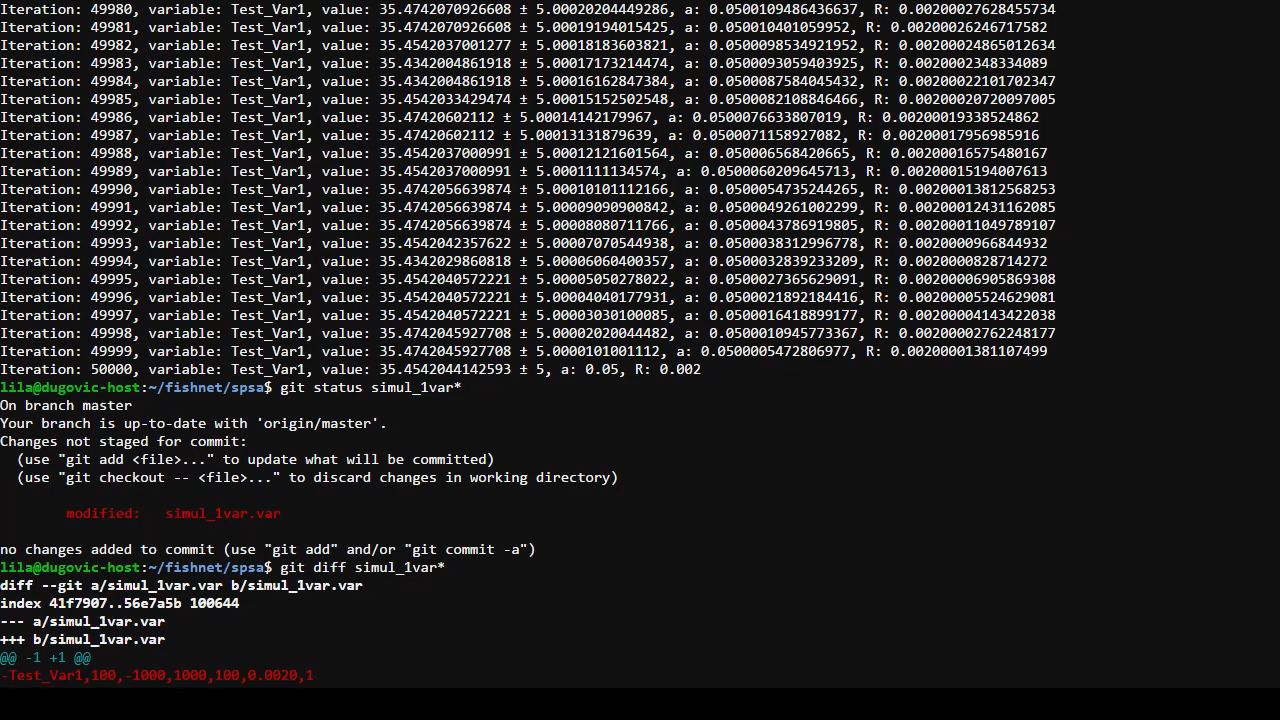 Iteration: 49980, variable: Test_Var1, value: 35.4742070926608 ± 5.00020204449286, a: 0.0500109486436637, R: 0.00200027628455734
Iteration: 49981, variable: Test_Var1, value: 35.4742070926608 ± 5.00019194015425, a: 0.050010401059952, R: 0.00200026246717582
Iteration: 49982, variable: Test_Var1, value: 35.4542037001277 ± 5.00018183603821, a: 0.0500098534921952, R: 0.00200024865012634
Iteration: 49983, variable: Test_Var1, value: 35.4342004861918 ± 5.00017173214474, a: 0.0500093059403925, R: 0.0020002348334089
Iteration: 49984, variable: Test_Var1, value: 35.4342004861918 ± 5.00016162847384, a: 0.0500087584045432, R: 0.00200022101702347
Iteration: 49985, variable: Test_Var1, value: 35.4542033429474 ± 5.00015152502548, a: 0.0500082108846466, R: 0.00200020720097005
Iteration: 49986, variable: Test_Var1, value: 35.47420602112 ± 5.00014142179967, a: 0.0500076633807019, R: 0.00200019338524862
Iteration: 49987, variable: Test_Var1, value: 35.47420602112 ± 5.00013131879639, a: 0.0500071158927082, R: 0.00200017956985916
Iteration: 49988, variable: Test_Var1, value: 35.4542037000991 ± 5.00012121601564, a: 0.050006568420665, R: 0.00200016575480167
Iteration: 49989, variable: Test_Var1, value: 35.4542037000991 ± 5.0001111134574, a: 0.0500060209645713, R: 0.00200015194007613
Iteration: 49990, variable: Test_Var1, value: 35.4742056639874 ± 5.00010101112166, a: 0.0500054735244265, R: 0.00200013812568253
Iteration: 49991, variable: Test_Var1, value: 35.4742056639874 ± 5.00009090900842, a: 0.0500049261002299, R: 0.00200012431162085
Iteration: 49992, variable: Test_Var1, value: 35.4742056639874 ± 5.00008080711766, a: 0.0500043786919805, R: 0.00200011049789107
Iteration: 49993, variable: Test_Var1, value: 35.4542042357622 ± 5.00007070544938, a: 0.0500038312996778, R: 0.0020000966844932
Iteration: 49994, variable: Test_Var1, value: 35.4342029860818 ± 5.00006060400357, a: 0.0500032839233209, R: 0.0020000828714272
Iteration: 49995, variable: Test_Var1, value: 35.4542040572221 ± 5.00005050278022, a: 0.0500027365629091, R: 0.00200006905869308
Iteration: 49996, variable: Test_Var1, value: 35.4542040572221 ± 5.00004040177931, a: 0.0500021892184416, R: 0.00200005524629081
Iteration: 49997, variable: Test_Var1, value: 35.4542040572221 ± 5.00003030100085, a: 0.0500016418899177, R: 0.00200004143422038
Iteration: 49998, variable: Test_Var1, value: 35.4742045927708 ± 5.00002020044482, a: 0.0500010945773367, R: 0.00200002762248177
Iteration: 49999, variable: Test_Var1, value: 35.4742045927708 ± 5.0000101001112, a: 0.0500005472806977, R: 0.00200001381107499
Iteration: 50000, variable: Test_Var1, value: 35.4542044142593 ± 5, a: 0.05, R: 0.002
lila@dugovic-host:~/fishnet/spsa$ git status simul_1var*
On branch master
Your branch is up-to-date with 'origin/master'.
Changes not staged for commit:
  (use "git add <file>..." to update what will be committed)
  (use "git checkout -- <file>..." to discard changes in working directory)
        modified:   simul_1var.var
no changes added to commit (use "git add" and/or "git commit -a")
lila@dugovic-host:~/fishnet/spsa$ git diff simul_1var*
diff --git a/simul_1var.var b/simul_1var.var
index 41f7907..56e7a5b 100644
--- a/simul_1var.var
+++ b/simul_1var.var
@@ -1 +1 @@
-Test_Var1,100,-1000,1000,100,0.0020,1